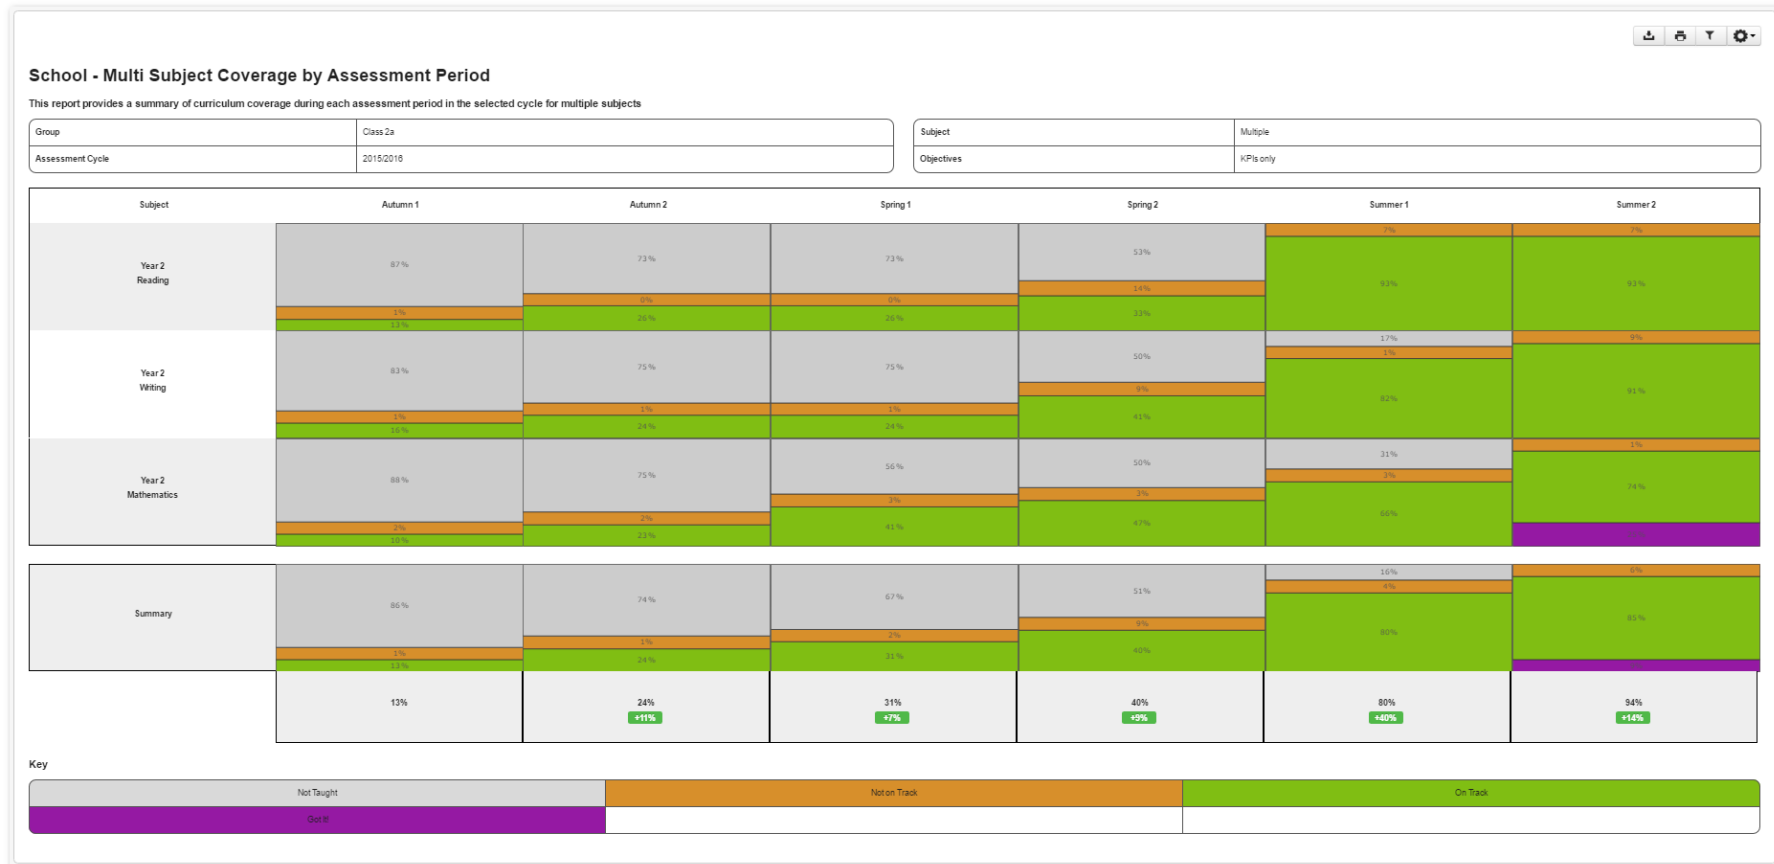 School - Multi Subject Coverage by Assessment Period
This report provides a summary of curriculum coverage during each assessment period in the selected cycle for multiple subjects
Group Class 2a Subject Multiple
Assessment Cycle 2015/2016 Objectives KPIs only
Subject Autumn 1 Autumn 2 Spring 1 Spring 2 Summer 1 Summer 2
Year 2
Reading
87% 73% 73% 53% 7% 7%
1% 0% 0% 14% 93% 93%
13% 26% 26% 33%
Year 2
Writing
83% 75% 75% 50% 17% 9%
1% 1% 1% 9% 1% 91%
16% 24% 24% 41% 82%
Year 2
Mathematics
88% 75% 56% 50% 31% 1%
2% 2% 3% 3% 3% 74%
10% 23% 41% 47% 66%
Summary
86% 74% 67% 51% 16% 6%
1% 1% 2% 9% 4% 85%
13% 24% 31% 40% 80%
13% 24% 31% 40% 80% 94%
+11% +7% +9% +40% +14%
Key
Not Taught Not on Track On Track
Got It!